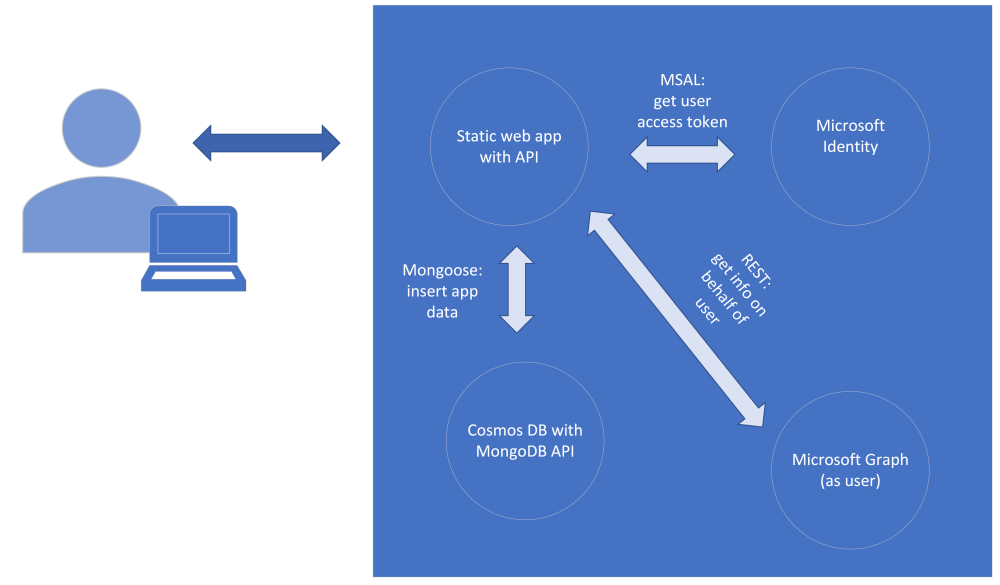 Static web app
with API
MSAL:
get user
access token
Microsoft
Identity
Mongoose:
insert app
data
REST:
get info on
behalf of
user
Cosmos DB with
MongoDB API
Microsoft Graph
(as user)